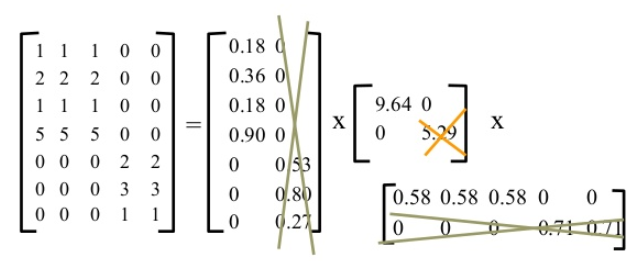 1 1 1 0 0
2 2 2 0 0
1 1 1 0 0
5 5 5 0 0
0 0 0 2 2
0 0 0 3 3
0 0 0 1 1
=
0.18 0
0.36 0
0.18 0
0.90 0
0 0.53
0 0.80
0 0.27
x
9.64 0
0 5.29
x
0.58 0.58 0.58 0 0
0 0 0 0.71 0.71